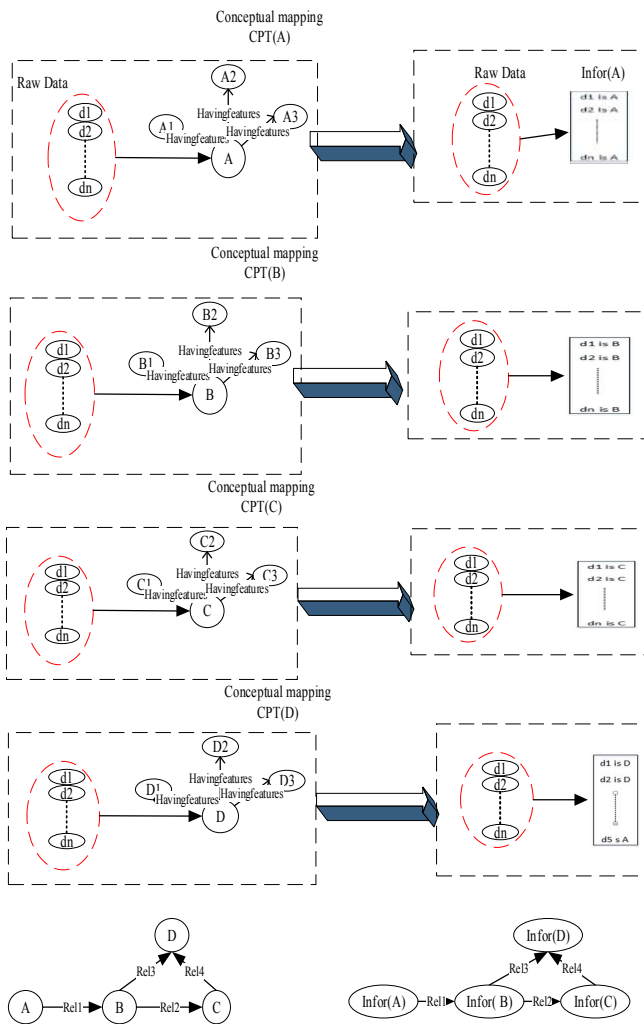 Conceptual mapping
CPT(A)
Raw Data
d1
d2
dn
A1
A2
A3
Havingfeatures
Havingfeatures
Havingfeatures
A
Raw Data
Infor(A)
d1
d2
dn
d1 is A
d2 is A
dn is A
Conceptual mapping
CPT(B)
d1
d2
dn
B1
B2
B3
Havingfeatures
Havingfeatures
Havingfeatures
B
d1
d2
dn
d1 is B
d2 is B
dn is B
Conceptual mapping
CPT(C)
d1
d2
dn
C1
C2
C3
Havingfeatures
Havingfeatures
Havingfeatures
C
d1
d2
dn
d1 is C
d2 is C
dn is C
Conceptual mapping
CPT(D)
d1
d2
dn
D1
D2
D3
Havingfeatures
Havingfeatures
Havingfeatures
D
d1
d2
dn
d1 is D
d2 is D
d5 s A
D
Rel3
Rel4
A
Rel1
B
Rel2
C
Infor(D)
Rel3
Rel4
Infor(A)
Rel1
Infor( B)
Rel2
Infor(C)